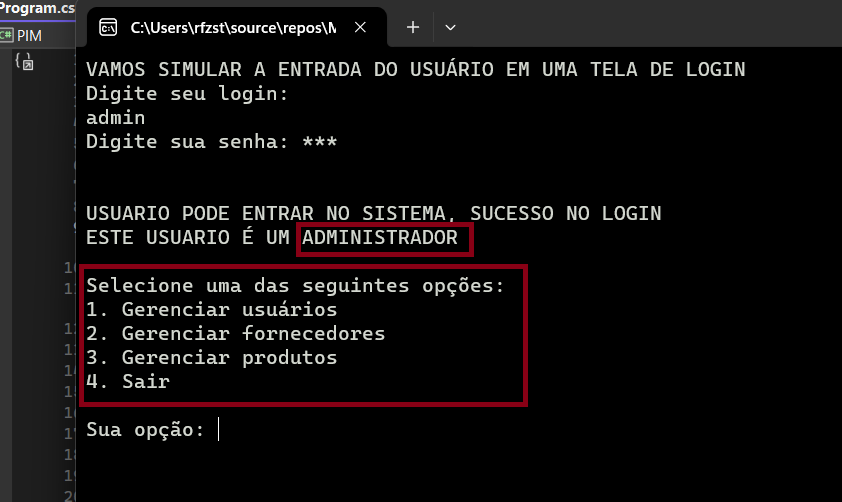 Program.cs
C:\Users\rfzst\source\repos\M
C# PIM
VAMOS SIMULAR A ENTRADA DO USUÁRIO EM UMA TELA DE LOGIN
Digite seu login:
admin
Digite sua senha: ***
USUARIO PODE ENTRAR NO SISTEMA, SUCESSO NO LOGIN
ESTE USUARIO É UM ADMINISTRADOR
Selecione uma das seguintes opções:
1. Gerenciar usuários
2. Gerenciar fornecedores
3. Gerenciar produtos
4. Sair
Sua opção: